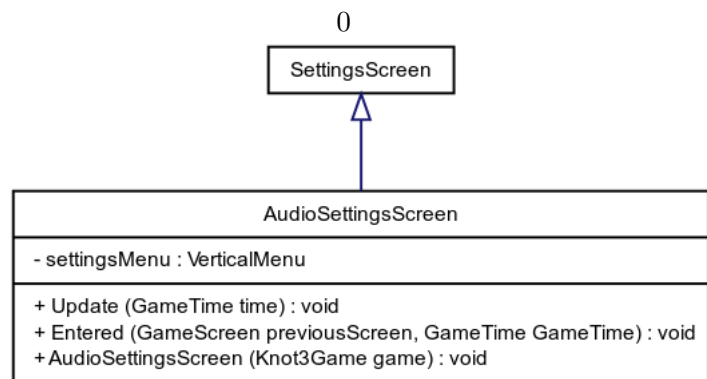 0
SettingsScreen
AudioSettingsScreen
- settingsMenu : VerticalMenu
+ Update (GameTime time) : void
+ Entered (GameScreen previousScreen, GameTime GameTime) : void
+ AudioSettingsScreen (Knot3Game game) : void